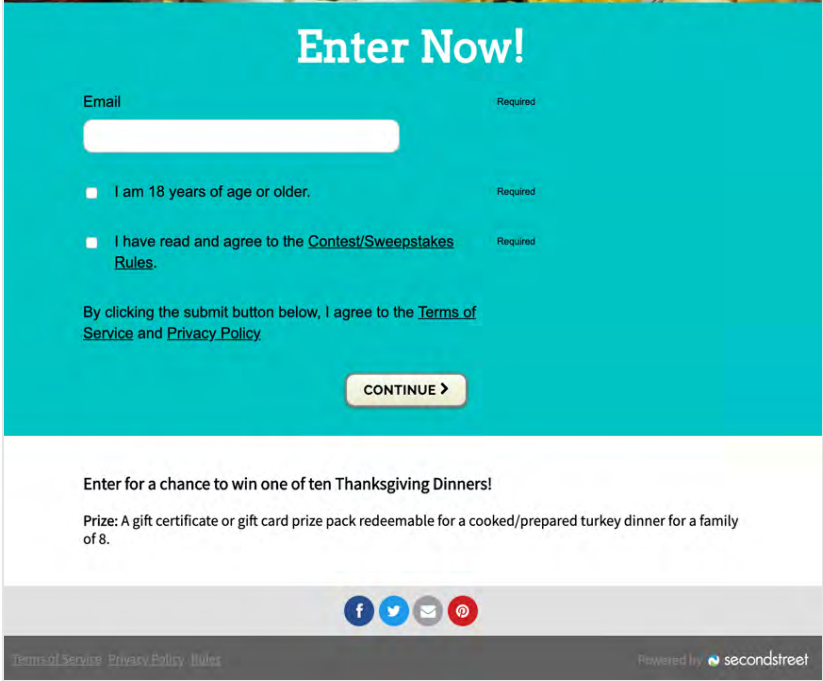 Enter Now!
Email
Required
I am 18 years of age or older.
Required
I have read and agree to the Contest/Sweepstakes
Required
Rules.
By clicking the submit button below, I agree to the Terms of
Service and Privacy Policy
CONTINUE >
Enter for a chance to win one of ten Thanksgiving Dinners!
Prize: A gift certificate or gift card prize pack redeemable for a cooked/prepared turkey dinner for a family
of 8.
Terms of Service Privacy Policy Rules
Powered by secondstreet